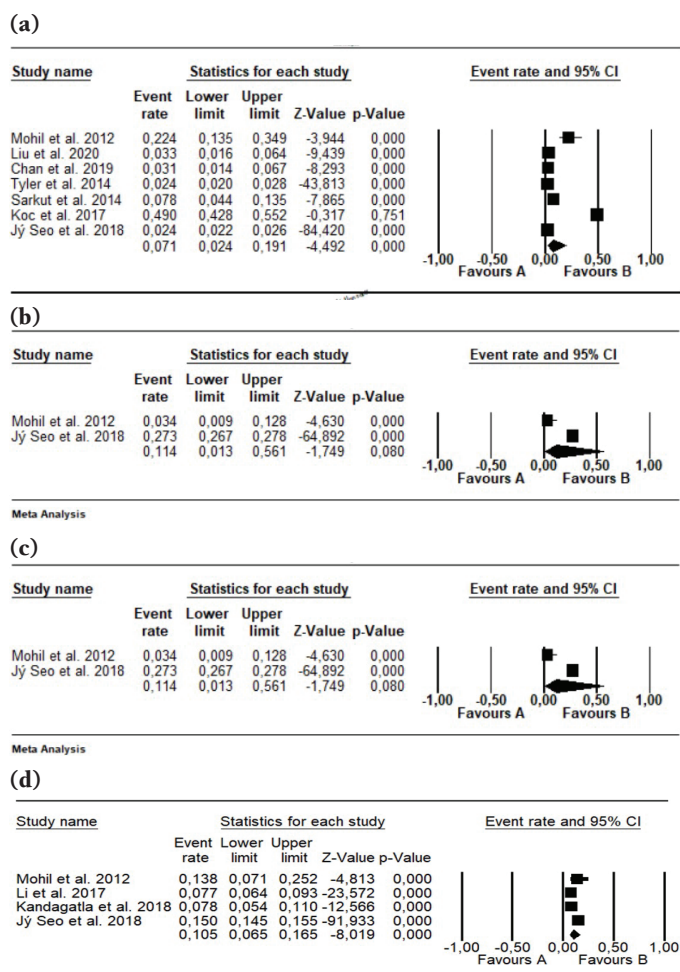 (a)
Study name Statistics for each study Event rate and 95% CI
Event Lower Upper
rate limit limit Z-Value p-Value
Mohil et al. 2012 0,224 0,135 0,349 -3,944 0,000
Liu et al. 2020 0,033 0,016 0,064 -9,439 0,000
Chan et al. 2019 0,031 0,014 0,067 -8,293 0,000
Tyler et al. 2014 0,024 0,020 0,028 -43,813 0,000
Sarkut et al. 2014 0,078 0,044 0,135 -7,865 0,000
Koc et al. 2017 0,490 0,428 0,552 -0,317 0,751
Jý Seo et al. 2018 0,024 0,022 0,026 -84,420 0,000
0,071 0,024 0,191 -4,492 0,000
-1,00 -0,50 0,00 0,50 1,00
Favours A Favours B
(b)
Study name Statistics for each study Event rate and 95% CI
Event Lower Upper
rate limit limit Z-Value p-Value
Mohil et al. 2012 0,034 0,009 0,128 -4,630 0,000
Jý Seo et al. 2018 0,273 0,267 0,278 -64,892 0,000
0,114 0,013 0,561 -1,749 0,080
-1,00 -0,50 0,00 0,50 1,00
Favours A Favours B
Meta Analysis
(c)
Study name Statistics for each study Event rate and 95% CI
Event Lower Upper
rate limit limit Z-Value p-Value
Mohil et al. 2012 0,034 0,009 0,128 -4,630 0,000
Jý Seo et al. 2018 0,273 0,267 0,278 -64,892 0,000
0,114 0,013 0,561 -1,749 0,080
-1,00 -0,50 0,00 0,50 1,00
Favours A Favours B
Meta Analysis
(d)
Study name Statistics for each study Event rate and 95% CI
Event Lower Upper
rate limit limit Z-Value p-Value
Mohil et al. 2012 0,138 0,071 0,252 -4,813 0,000
Li et al. 2017 0,077 0,064 0,093 -23,572 0,000
Kandagatla et al. 2018 0,078 0,054 0,110 -12,566 0,000
Jý Seo et al. 2018 0,150 0,145 0,155 -91,933 0,000
0,105 0,065 0,165 -8,019 0,000
-1,00 -0,50 0,00 0,50 1,00
Favours A Favours B